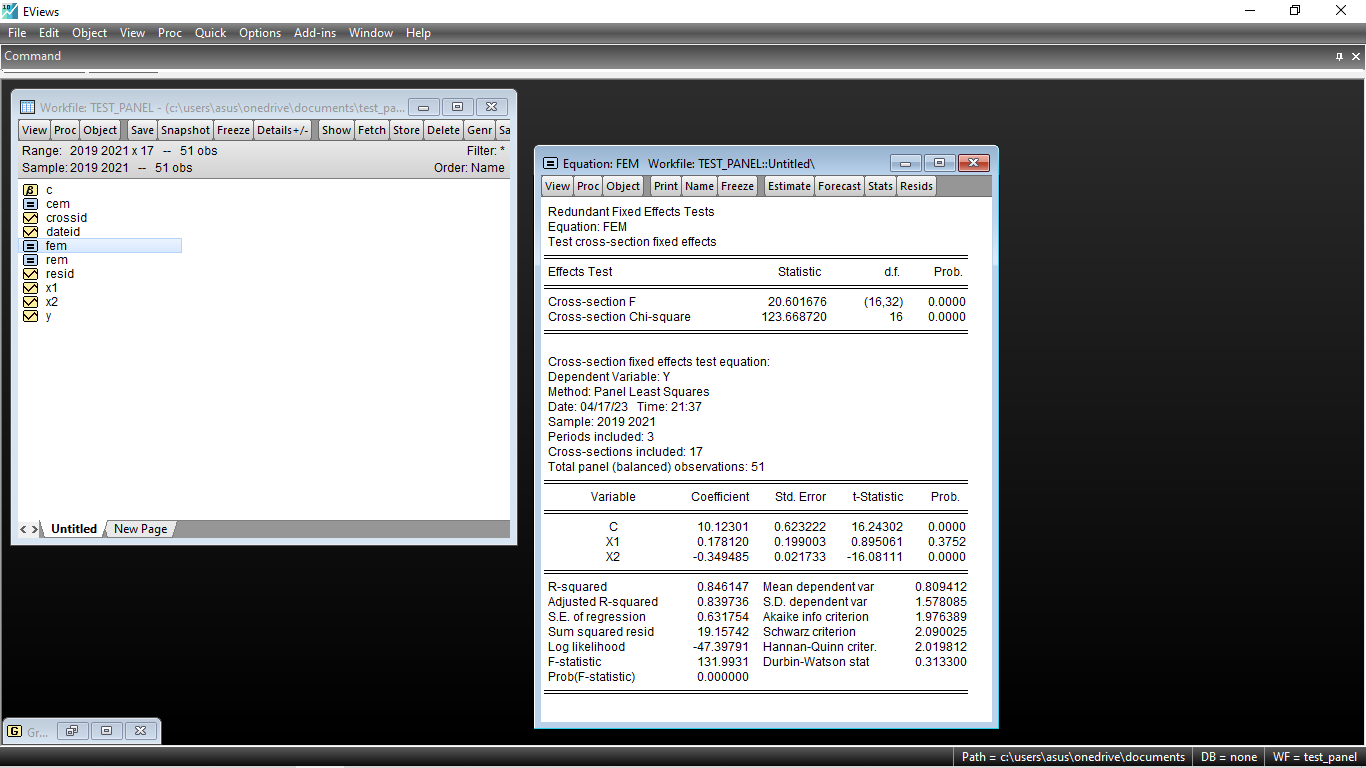 EViews
File Edit Object View Proc Quick Options Add-ins Window Help
Command
Workfile: TEST_PANEL - (c:\users\asus\onedrive\documents\test_pa...
View Proc Object Save Snapshot Freeze Details+/- Show Fetch Store Delete Genr Sa
Range: 2019 2021 x 17 -- 51 obs Filter: *
Sample: 2019 2021 -- 51 obs Order: Name
c
cem
crossid
dateid
fem
rem
resid
x1
x2
y
Untitled New Page
Equation: FEM Workfile: TEST_PANEL::Untitled\
View Proc Object Print Name Freeze Estimate Forecast Stats Resids
Redundant Fixed Effects Tests
Equation: FEM
Test cross-section fixed effects
Effects Test Statistic d.f. Prob.
Cross-section F 20.601676 (16,32) 0.0000
Cross-section Chi-square 123.668720 16 0.0000
Cross-section fixed effects test equation:
Dependent Variable: Y
Method: Panel Least Squares
Date: 04/17/23 Time: 21:37
Sample: 2019 2021
Periods included: 3
Cross-sections included: 17
Total panel (balanced) observations: 51
Variable Coefficient Std. Error t-Statistic Prob.
C 10.12301 0.623222 16.24302 0.0000
X1 0.178120 0.199003 0.895061 0.3752
X2 -0.349485 0.021733 -16.08111 0.0000
R-squared 0.846147 Mean dependent var 0.809412
Adjusted R-squared 0.839736 S.D. dependent var 1.578085
S.E. of regression 0.631754 Akaike info criterion 1.976389
Sum squared resid 19.15742 Schwarz criterion 2.090025
Log likelihood -47.39791 Hannan-Quinn criter. 2.019812
F-statistic 131.9931 Durbin-Watson stat 0.313300
Prob(F-statistic) 0.000000
G Gr...
Path = c:\users\asus\onedrive\documents DB = none WF = test_panel